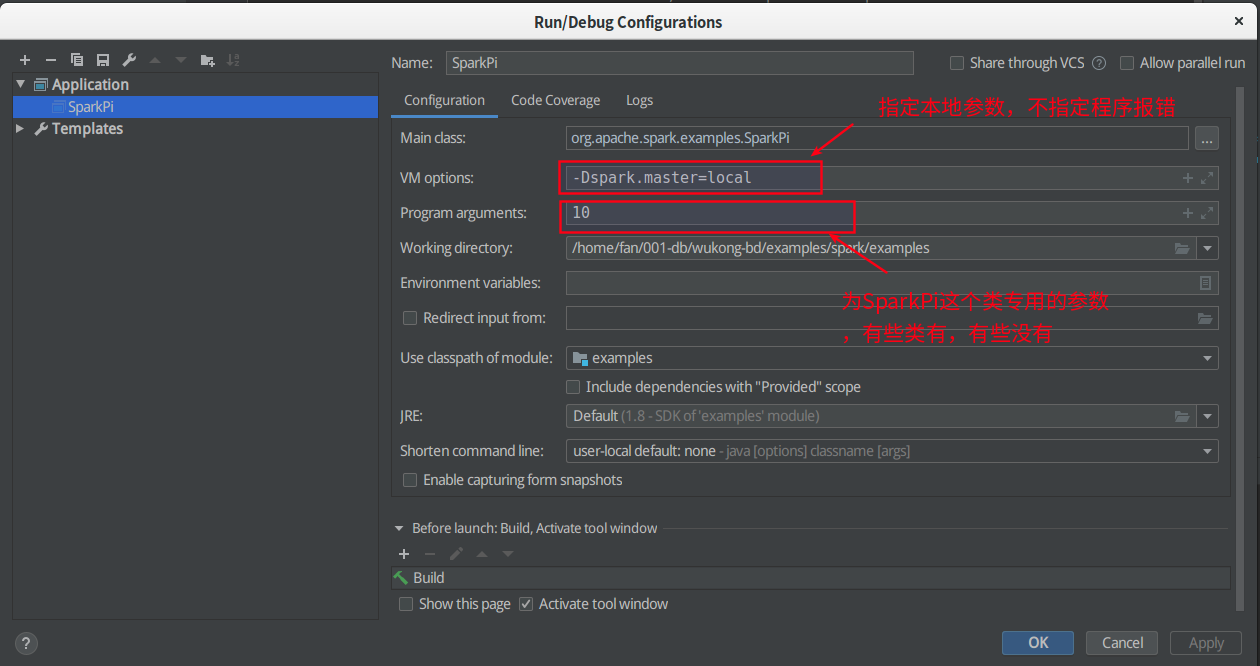 Run/Debug Configurations
Name: SparkPi
Share through VCS ? Allow parallel run
Application
SparkPi
Templates
Configuration Code Coverage Logs
指定本地参数，不指定程序报错
Main class: org.apache.spark.examples.SparkPi ...
VM options: -Dspark.master=local
Program arguments: 10
Working directory: /home/fan/001-db/wukong-bd/examples/spark/examples
Environment variables:
为SparkPi这个类专用的参数
，有些类有，有些没有
Redirect input from:
Use classpath of module: examples
Include dependencies with "Provided" scope
JRE: Default (1.8 - SDK of 'examples' module)
Shorten command line: user-local default: none - java [options] classname [args]
Enable capturing form snapshots
Before launch: Build, Activate tool window
Build
Show this page Activate tool window
? OK Cancel Apply